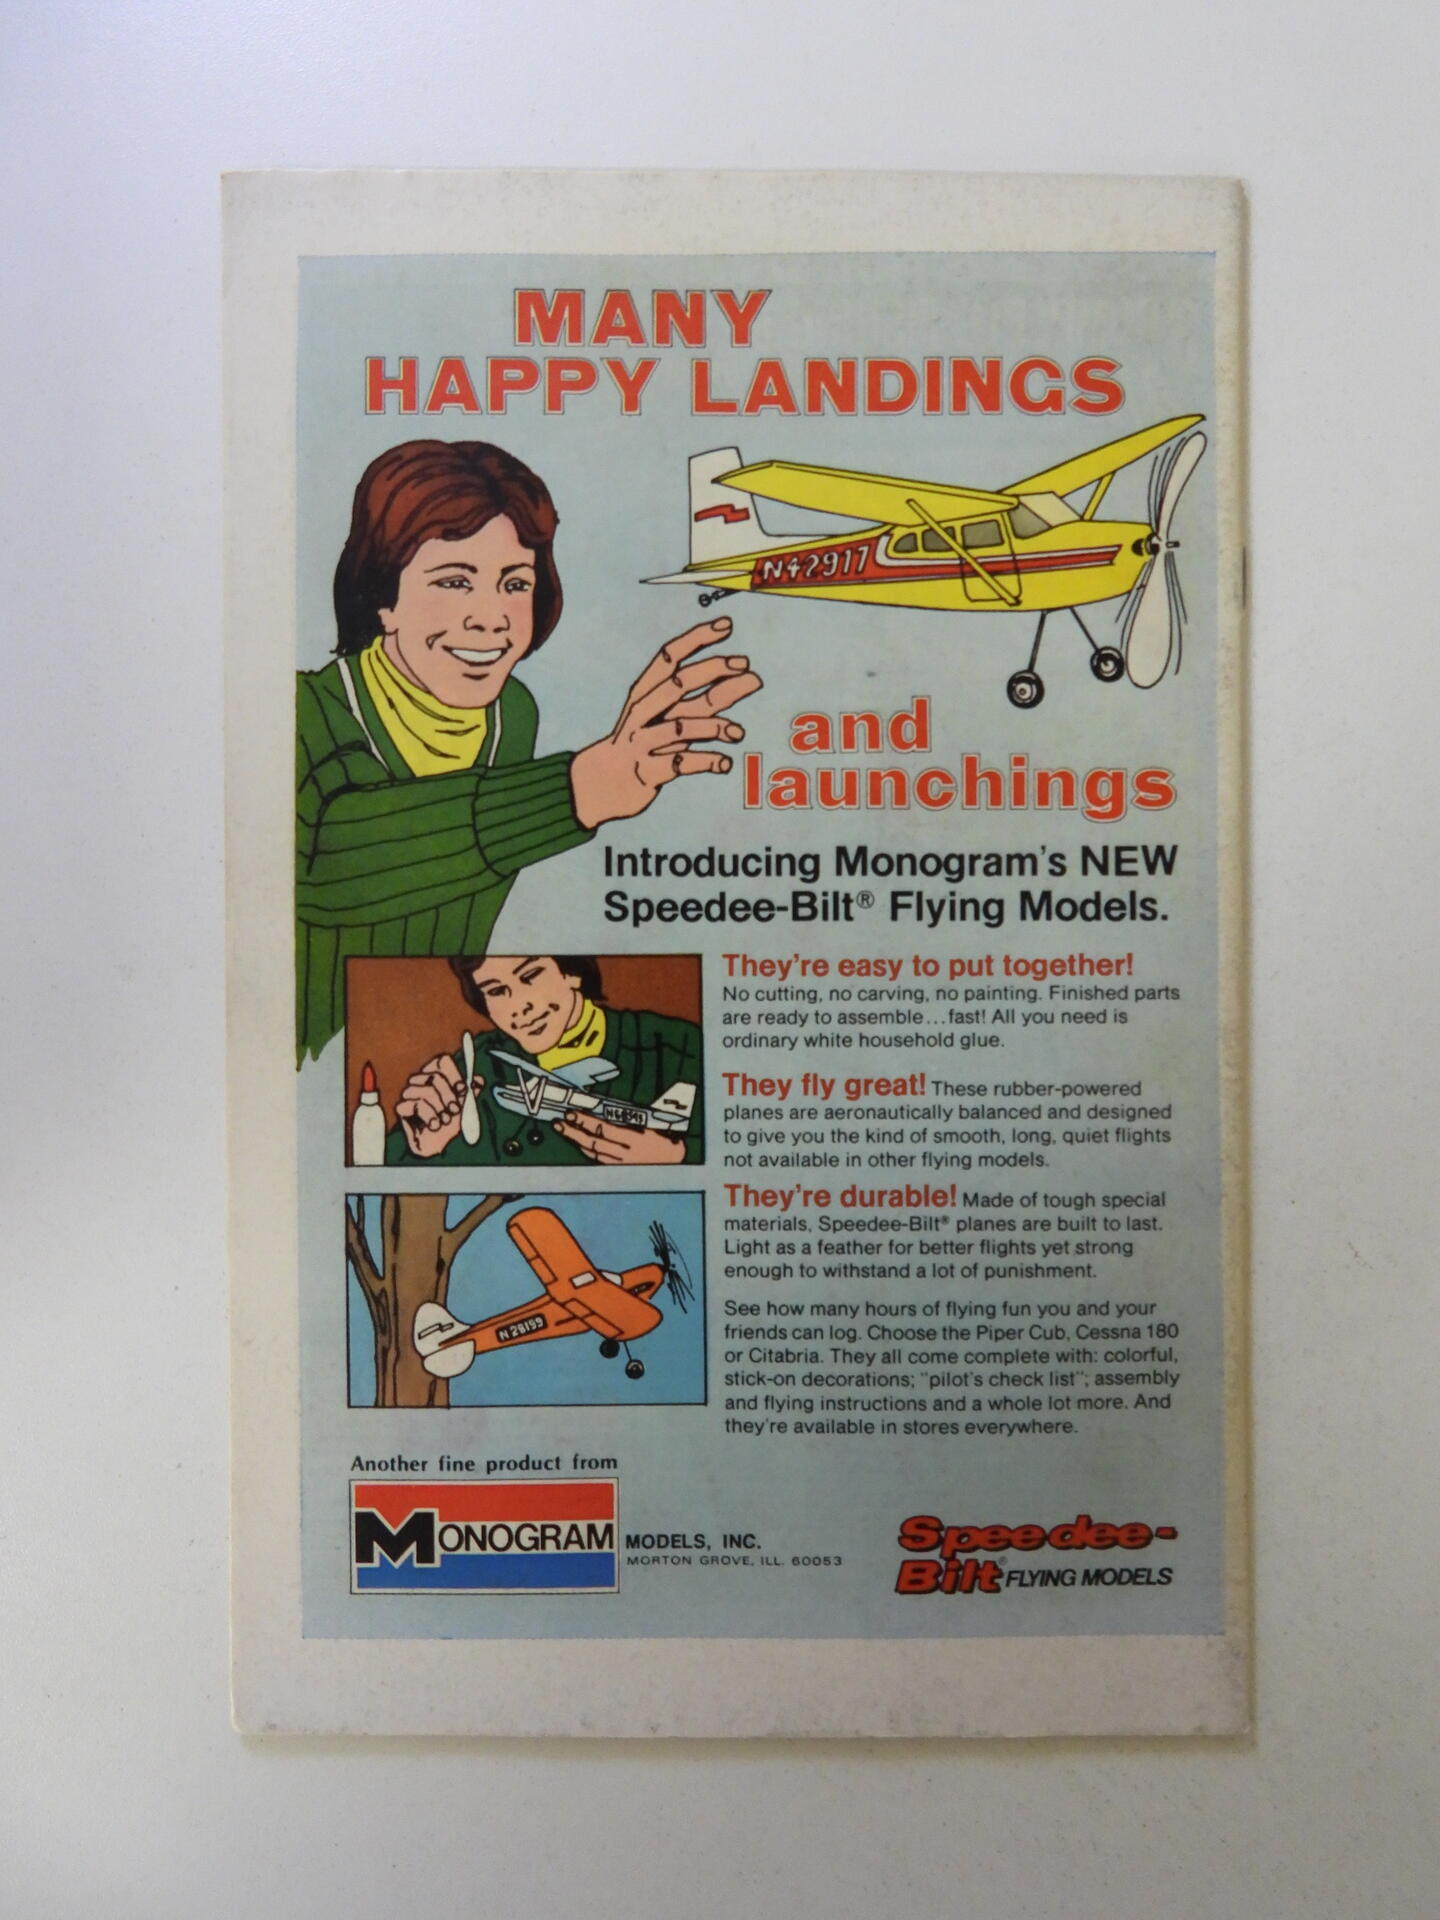 MANY
HAPPY LANDINGS
N42917
and
launchings
Introducing Monogram's NEW
Speedee-Bilt® Flying Models.
They're easy to put together!
No cutting, no carving, no painting. Finished parts
are ready to assemble...fast! All you need is
ordinary white household glue.
They fly great! These rubber-powered
planes are aeronautically balanced and designed
to give you the kind of smooth, long, quiet flights
not available in other flying models.
They're durable! Made of tough special
materials, Speedee-Bilt® planes are built to last.
Light as a feather for better flights yet strong
enough to withstand a lot of punishment.
N28199
See how many hours of flying fun you and your
friends can log. Choose the Piper Cub, Cessna 180
or Citabria. They all come complete with: colorful,
stick-on decorations; "pilot's check list"; assembly
and flying instructions and a whole lot more. And
they're available in stores everywhere.
Another fine product from
MONOGRAM MODELS, INC.
MORTON GROVE, ILL. 60053
Speedee-
Bilt® FLYING MODELS